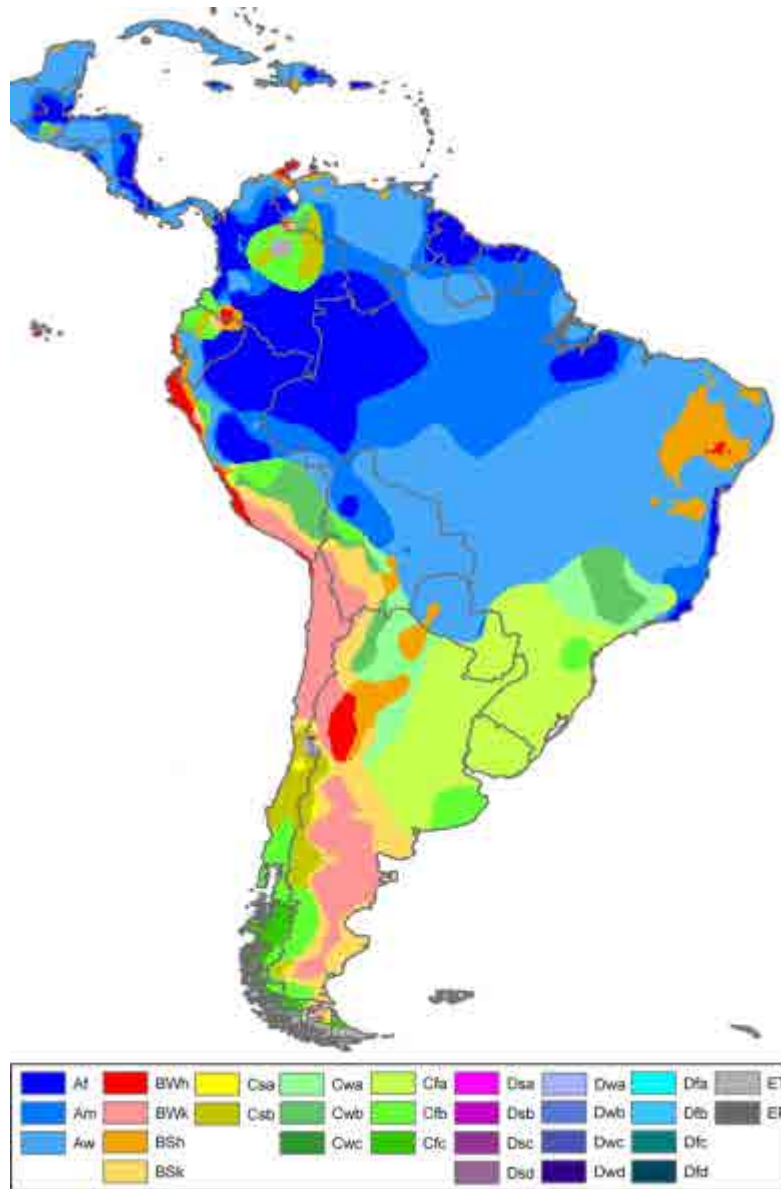 Af BWh Csa Cwa Cfa Dsa Dwa Dfa
Am BWk Csb Cwb Cfb Dsb Dwb Dfb
Aw BSh Cwc Cfc Dsc Dwc Dfc
BSk Dsd Dwd Dfd